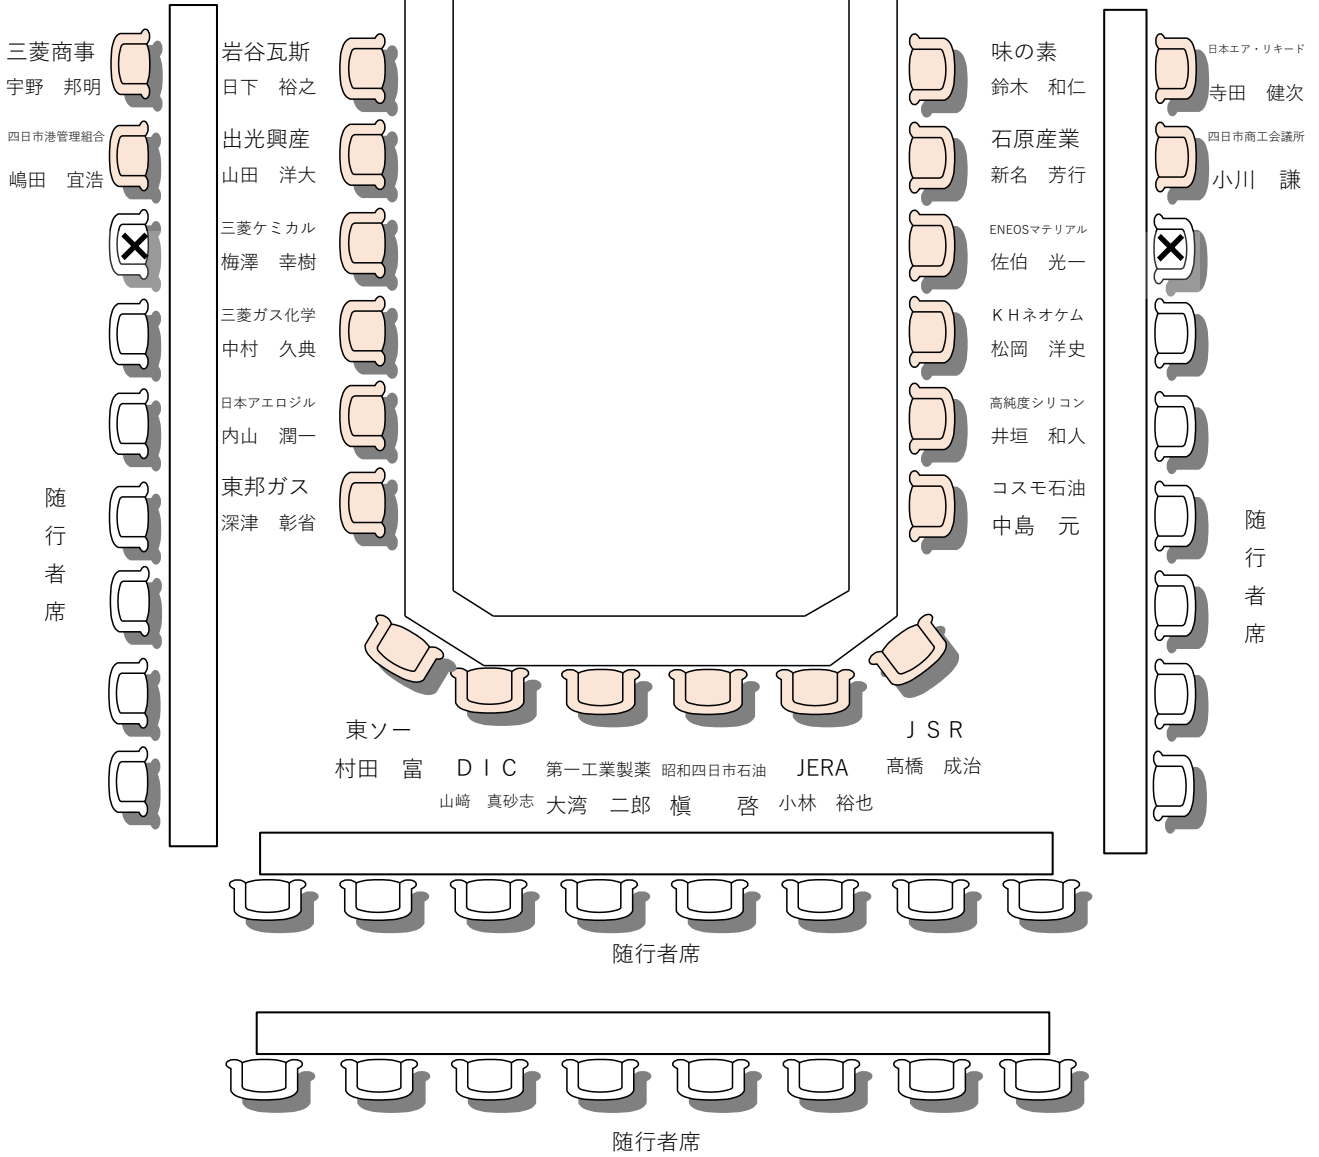 三菱商事
宇野　邦明
四日市港管理組合
嶋田　宜浩
随
行
者
席
岩谷瓦斯
日下　裕之
出光興産
山田　洋大
三菱ケミカル
梅澤　幸樹
三菱ガス化学
中村　久典
日本アエロジル
内山　潤一
東邦ガス
深津　彰省
味の素
鈴木　和仁
石原産業
新名　芳行
ENEOSマテリアル
佐伯　光一
ＫＨネオケム
松岡　洋史
高純度シリコン
井垣　和人
コスモ石油
中島　元
日本エア・リキード
寺田　健次
四日市商工会議所
小川　謙
随
行
者
席
東ソー
村田　富
ＤＩＣ
山﨑　真砂志
第一工業製薬
大湾　二郎
昭和四日市石油
槇　　啓
JERA
小林　裕也
ＪＳＲ
髙橋　成治
随行者席
随行者席